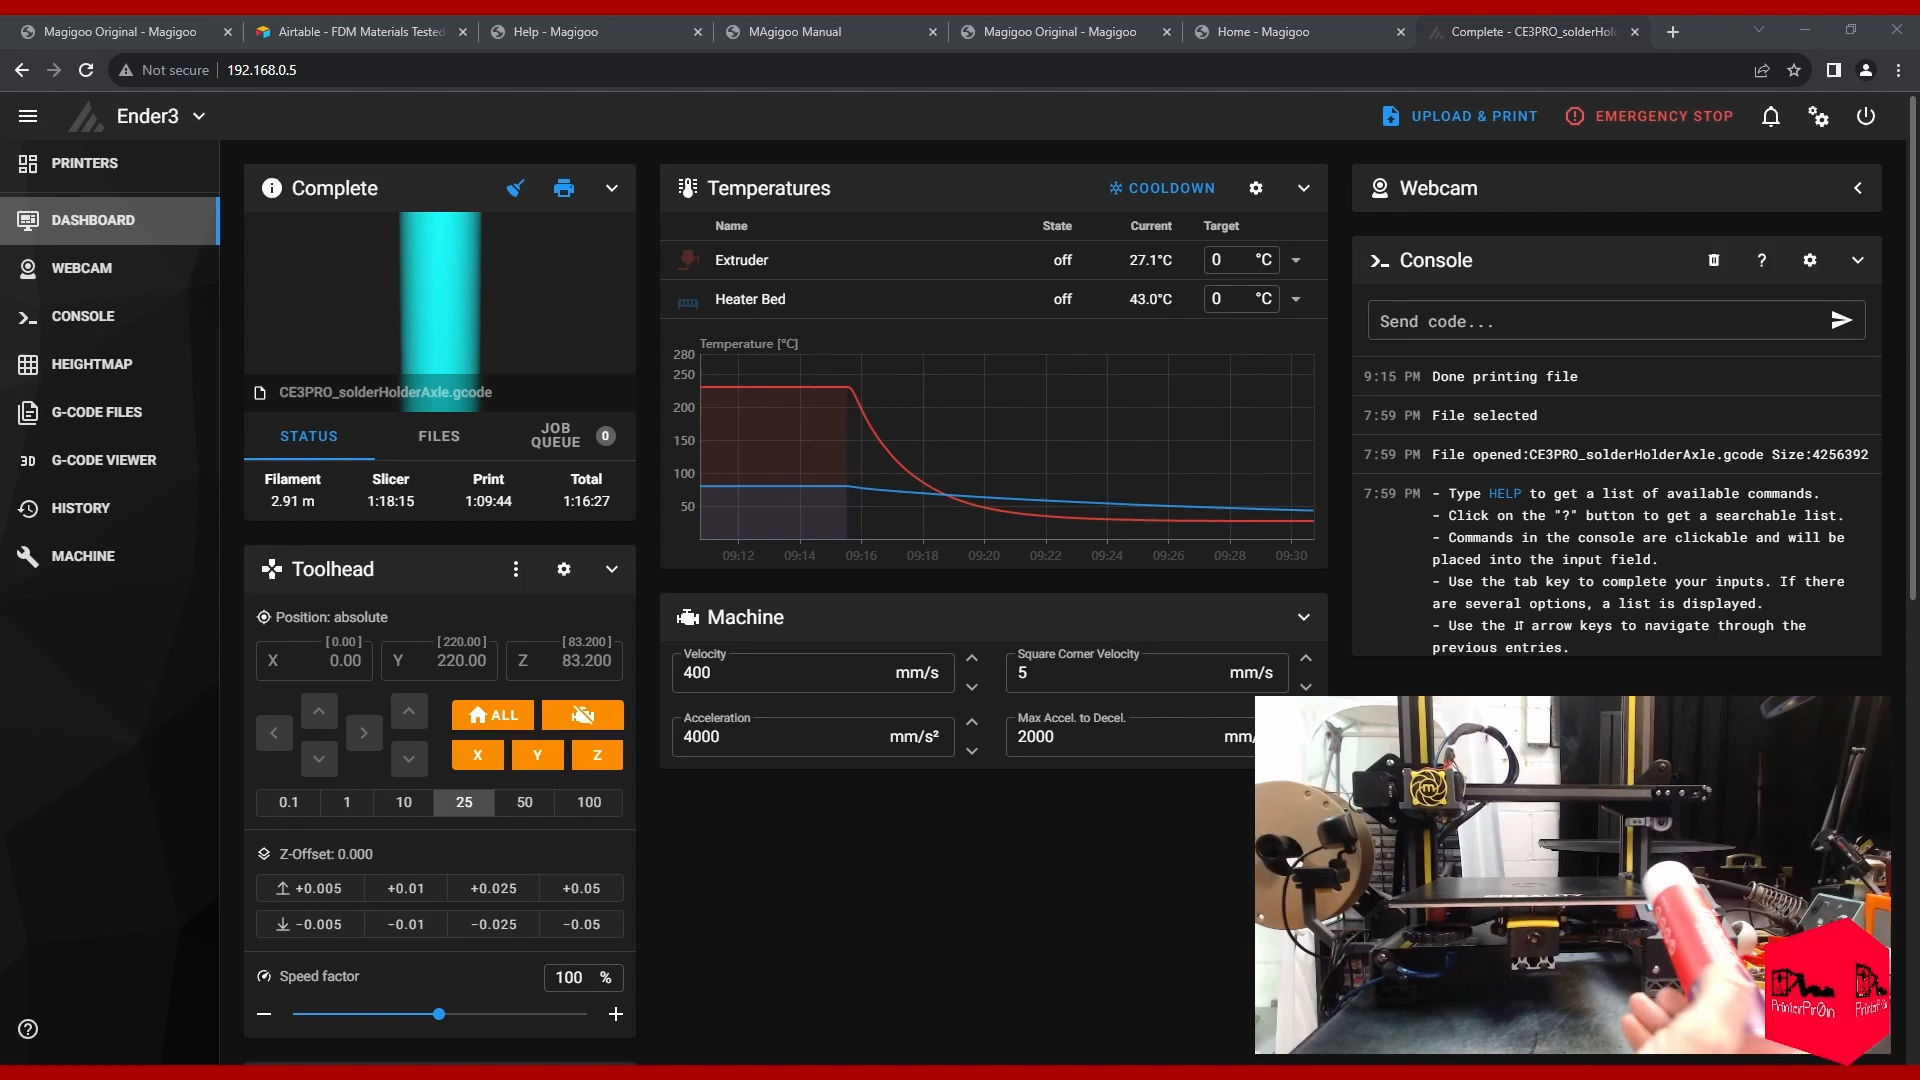 Magigoo Original - Magigoo
Airtable - FDM Materials Tested
Help - Magigoo
MAgigoo Manual
Magigoo Original - Magigoo
Home - Magigoo
Complete - CE3PRO_solderHol
Not secure
192.168.0.5
Ender3
UPLOAD & PRINT
EMERGENCY STOP
PRINTERS
DASHBOARD
WEBCAM
CONSOLE
HEIGHTMAP
G-CODE FILES
3D G-CODE VIEWER
HISTORY
MACHINE
Complete
CE3PRO_solderHolderAxle.gcode
STATUS
FILES
JOB QUEUE 0
Filament Slicer Print Total
2.91 m 1:18:15 1:09:44 1:16:27
Toolhead
Position: absolute
[ 0.00 ] [ 220.00 ] [ 83.200 ]
X 0.00 Y 220.00 Z 83.200
ALL
X Y Z
0.1 1 10 25 50 100
Z-Offset: 0.000
+0.005 +0.01 +0.025 +0.05
-0.005 -0.01 -0.025 -0.05
Speed factor 100 %
Temperatures
COOLDOWN
Name State Current Target
Extruder off 27.1°C 0 °C
Heater Bed off 43.0°C 0 °C
Temperature [°C]
280
250
200
150
100
50
09:12 09:14 09:16 09:18 09:20 09:22 09:24 09:26 09:28 09:30
Machine
Velocity
400 mm/s
Square Corner Velocity
5 mm/s
Acceleration
4000 mm/s²
Max Accel. to Decel.
2000 mm/
Webcam
Console
?
Send code...
9:15 PM Done printing file
7:59 PM File selected
7:59 PM File opened:CE3PRO_solderHolderAxle.gcode Size:4256392
7:59 PM - Type HELP to get a list of available commands.
- Click on the "?" button to get a searchable list.
- Commands in the console are clickable and will be
placed into the input field.
- Use the tab key to complete your inputs. If there
are several options, a list is displayed.
- Use the ⇵ arrow keys to navigate through the
previous entries.
CREALITY
PrinterPr0n